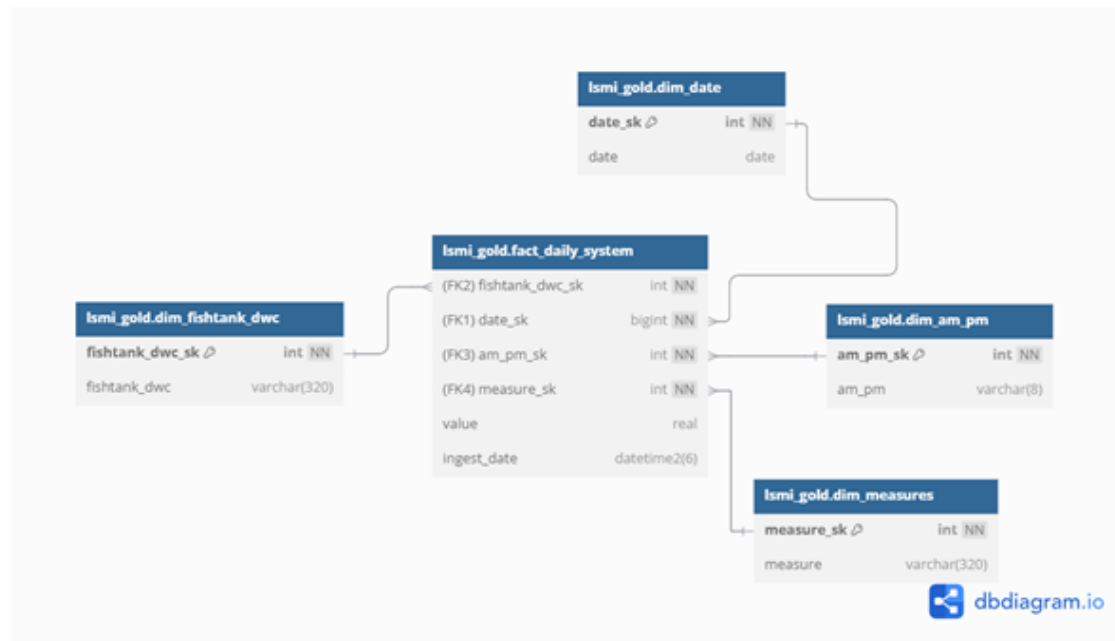 lsmi_gold.dim_date
date_sk int NN
date date
lsmi_gold.fact_daily_system
(FK2) fishtank_dwc_sk int NN
(FK1) date_sk bigint NN
(FK3) am_pm_sk int NN
(FK4) measure_sk int NN
value real
ingest_date datetime2(6)
lsmi_gold.dim_fishtank_dwc
fishtank_dwc_sk int NN
fishtank_dwc varchar(320)
lsmi_gold.dim_am_pm
am_pm_sk int NN
am_pm varchar(8)
lsmi_gold.dim_measures
measure_sk int NN
measure varchar(320)
dbdiagram.io